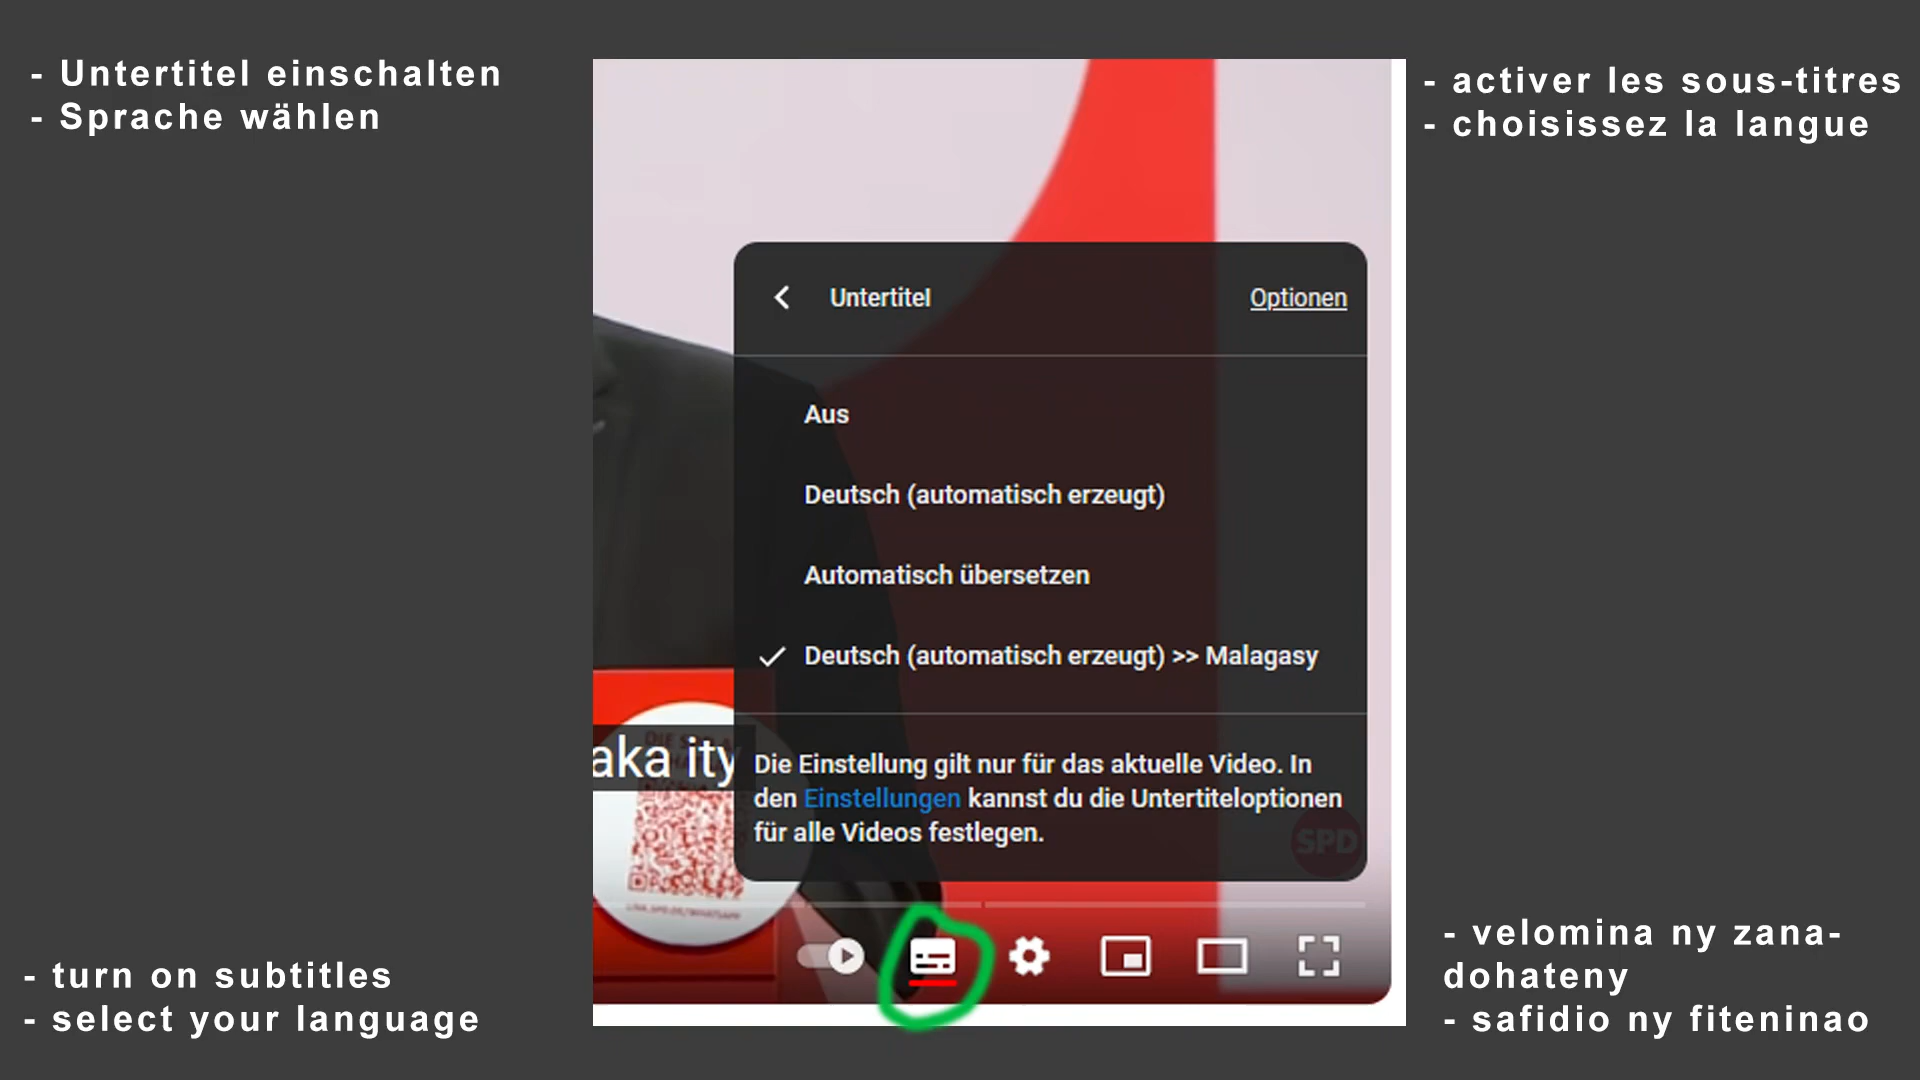 - Untertitel einschalten
- Sprache wählen
- activer les sous-titres
- choisissez la langue
Untertitel
Optionen
Aus
Deutsch (automatisch erzeugt)
Automatisch übersetzen
Deutsch (automatisch erzeugt) >> Malagasy
aka ity
Die Einstellung gilt nur für das aktuelle Video. In
den Einstellungen kannst du die Untertiteloptionen
für alle Videos festlegen.
SPD
- turn on subtitles
- select your language
- velomina ny zana-
dohateny
- safidio ny fiteninao